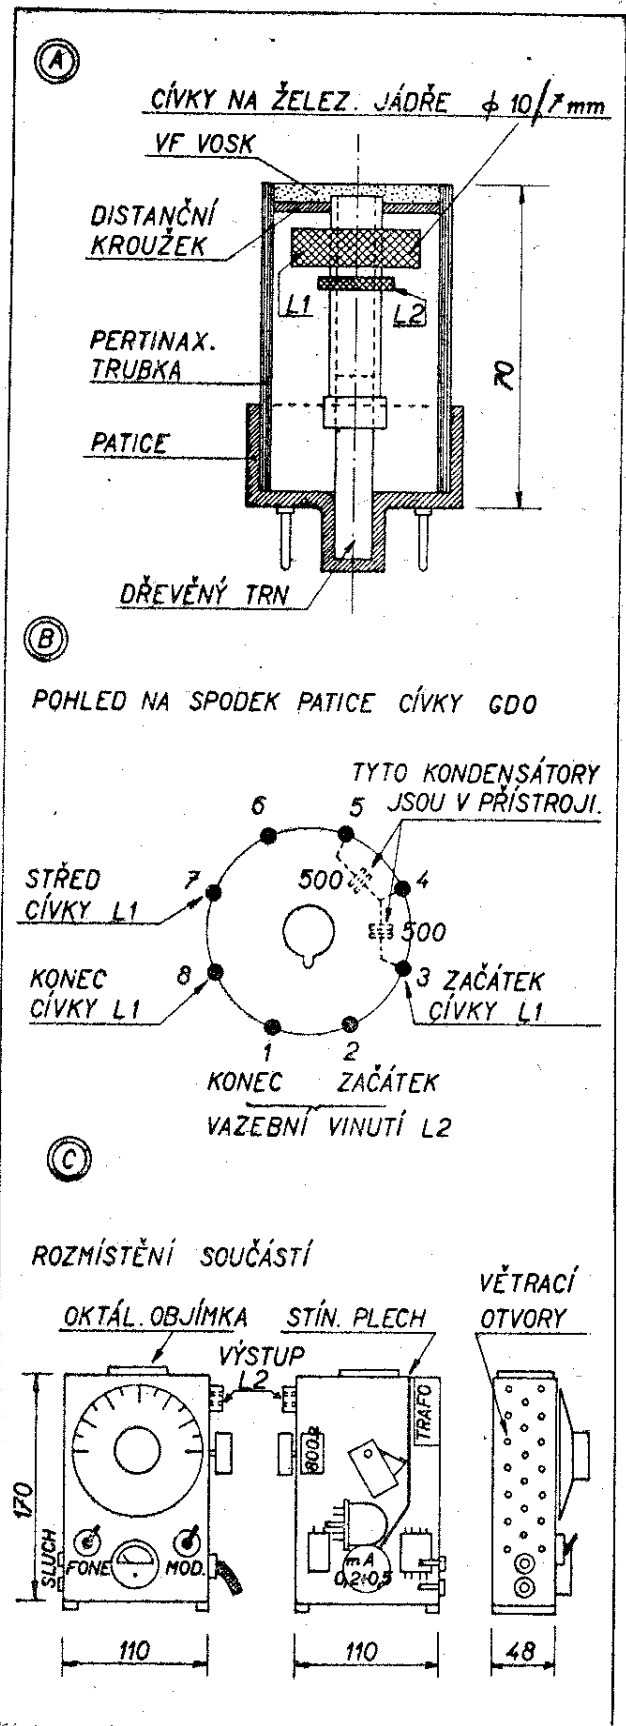 A
CÍVKY NA ŽELEZ. JÁDŘE ϕ 10/7 mm
VF VOSK
DISTANČNÍ
KROUŽEK
L1
L2
PERTINAX.
TRUBKA
70
PATICE
DŘEVĚNÝ TRN
B
POHLED NA SPODEK PATICE CÍVKY GDO
TYTO KONDENSÁTORY
JSOU V PŘÍSTROJI.
6
5
STŘED
CÍVKY L1
7
500
4
500
KONEC
CÍVKY L1
8
3 ZAČÁTEK
CÍVKY L1
1
2
KONEC ZAČÁTEK
VAZEBNÍ VINUTÍ L2
C
ROZMÍSTĚNÍ SOUČÁSTÍ
VĚTRACÍ
OTVORY
OKTÁL. OBJÍMKA
STÍN. PLECH
VÝSTUP
L2
TRAFO
170
SLUCH
FONE
MOD.
mA
0,2÷0,5
110
110
48